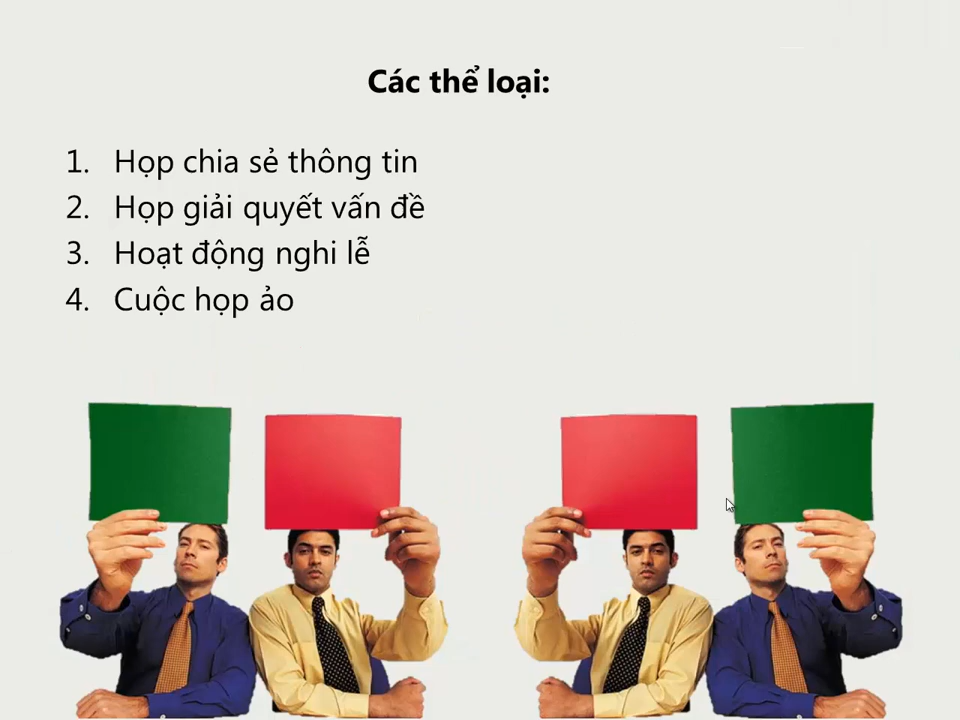 Các thể loại:
1. Họp chia sẻ thông tin
2. Họp giải quyết vấn đề
3. Hoạt động nghi lễ
4. Cuộc họp ảo